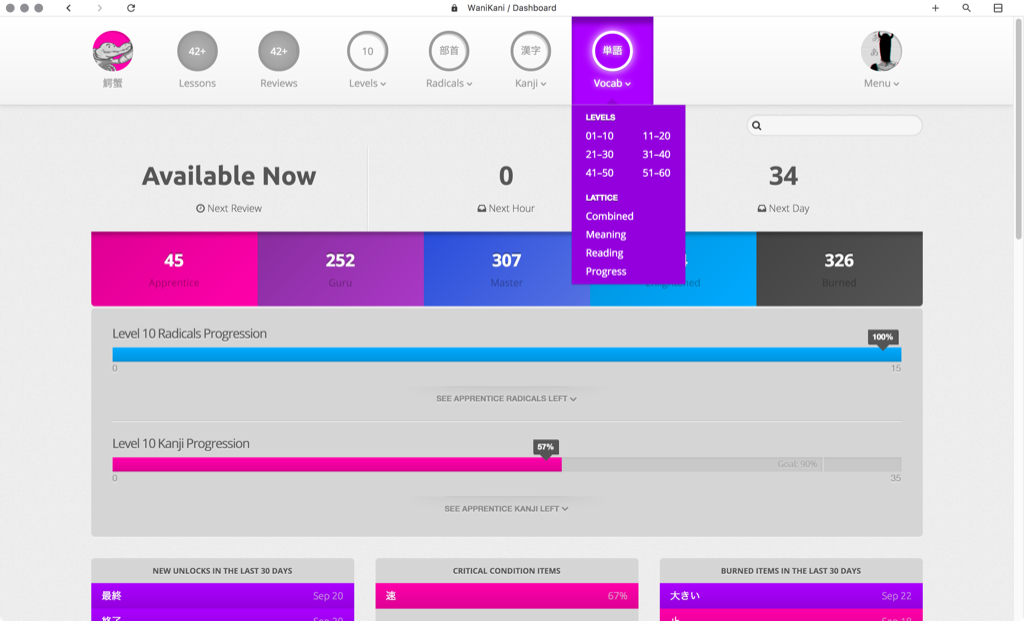 WaniKani / Dashboard
42+
42+
10
部首
漢字
単語
鰐蟹
Lessons
Reviews
Levels
Radicals
Kanji
Vocab
Menu
LEVELS
01–10 11–20
21–30 31–40
41–50 51–60
LATTICE
Combined
Meaning
Reading
Progress
Available Now
Next Review
0
Next Hour
34
Next Day
45
Apprentice
252
Guru
307
Master
326
Burned
Level 10 Radicals Progression
100%
0 15
SEE APPRENTICE RADICALS LEFT
Level 10 Kanji Progression
57%
Goal: 90%
0 35
SEE APPRENTICE KANJI LEFT
NEW UNLOCKS IN THE LAST 30 DAYS
最終 Sep 20
終了 Sep 20
CRITICAL CONDITION ITEMS
速 67%
BURNED ITEMS IN THE LAST 30 DAYS
大きい Sep 22